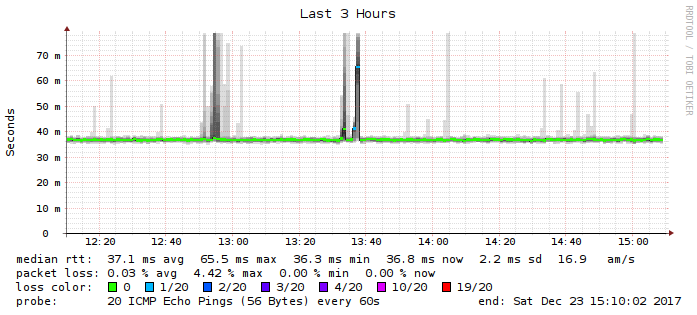 Last 3 Hours
RRDTOOL / TOBI OETIKER
Seconds
70 m
60 m
50 m
40 m
30 m
20 m
10 m
0
12:20 12:40 13:00 13:20 13:40 14:00 14:20 14:40 15:00
median rtt: 37.1 ms avg 65.5 ms max 36.3 ms min 36.8 ms now 2.2 ms sd 16.9 am/s
packet loss: 0.03 % avg 4.42 % max 0.00 % min 0.00 % now
loss color: 0 1/20 2/20 3/20 4/20 10/20 19/20
probe: 20 ICMP Echo Pings (56 Bytes) every 60s end: Sat Dec 23 15:10:02 2017